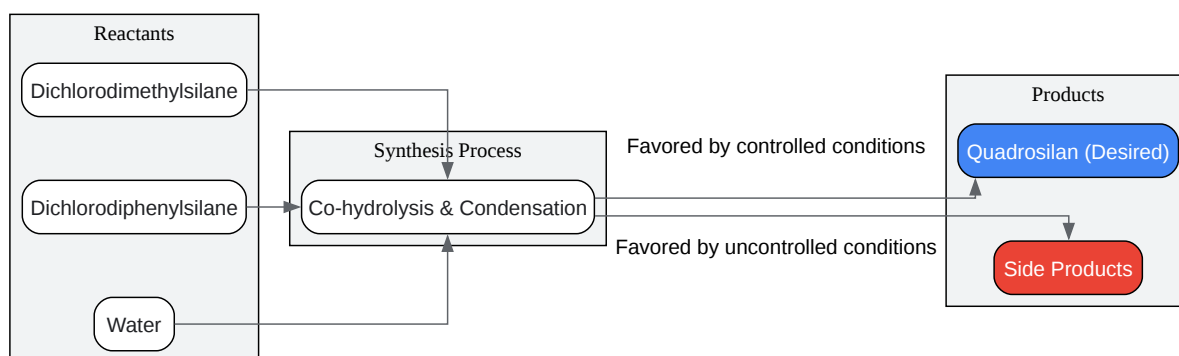 Reactants
Dichlorodimethylsilane
Dichlorodiphenylsilane
Water
Synthesis Process
Co-hydrolysis & Condensation
Favored by controlled conditions
Favored by uncontrolled conditions
Products
Quadrosilan (Desired)
Side Products